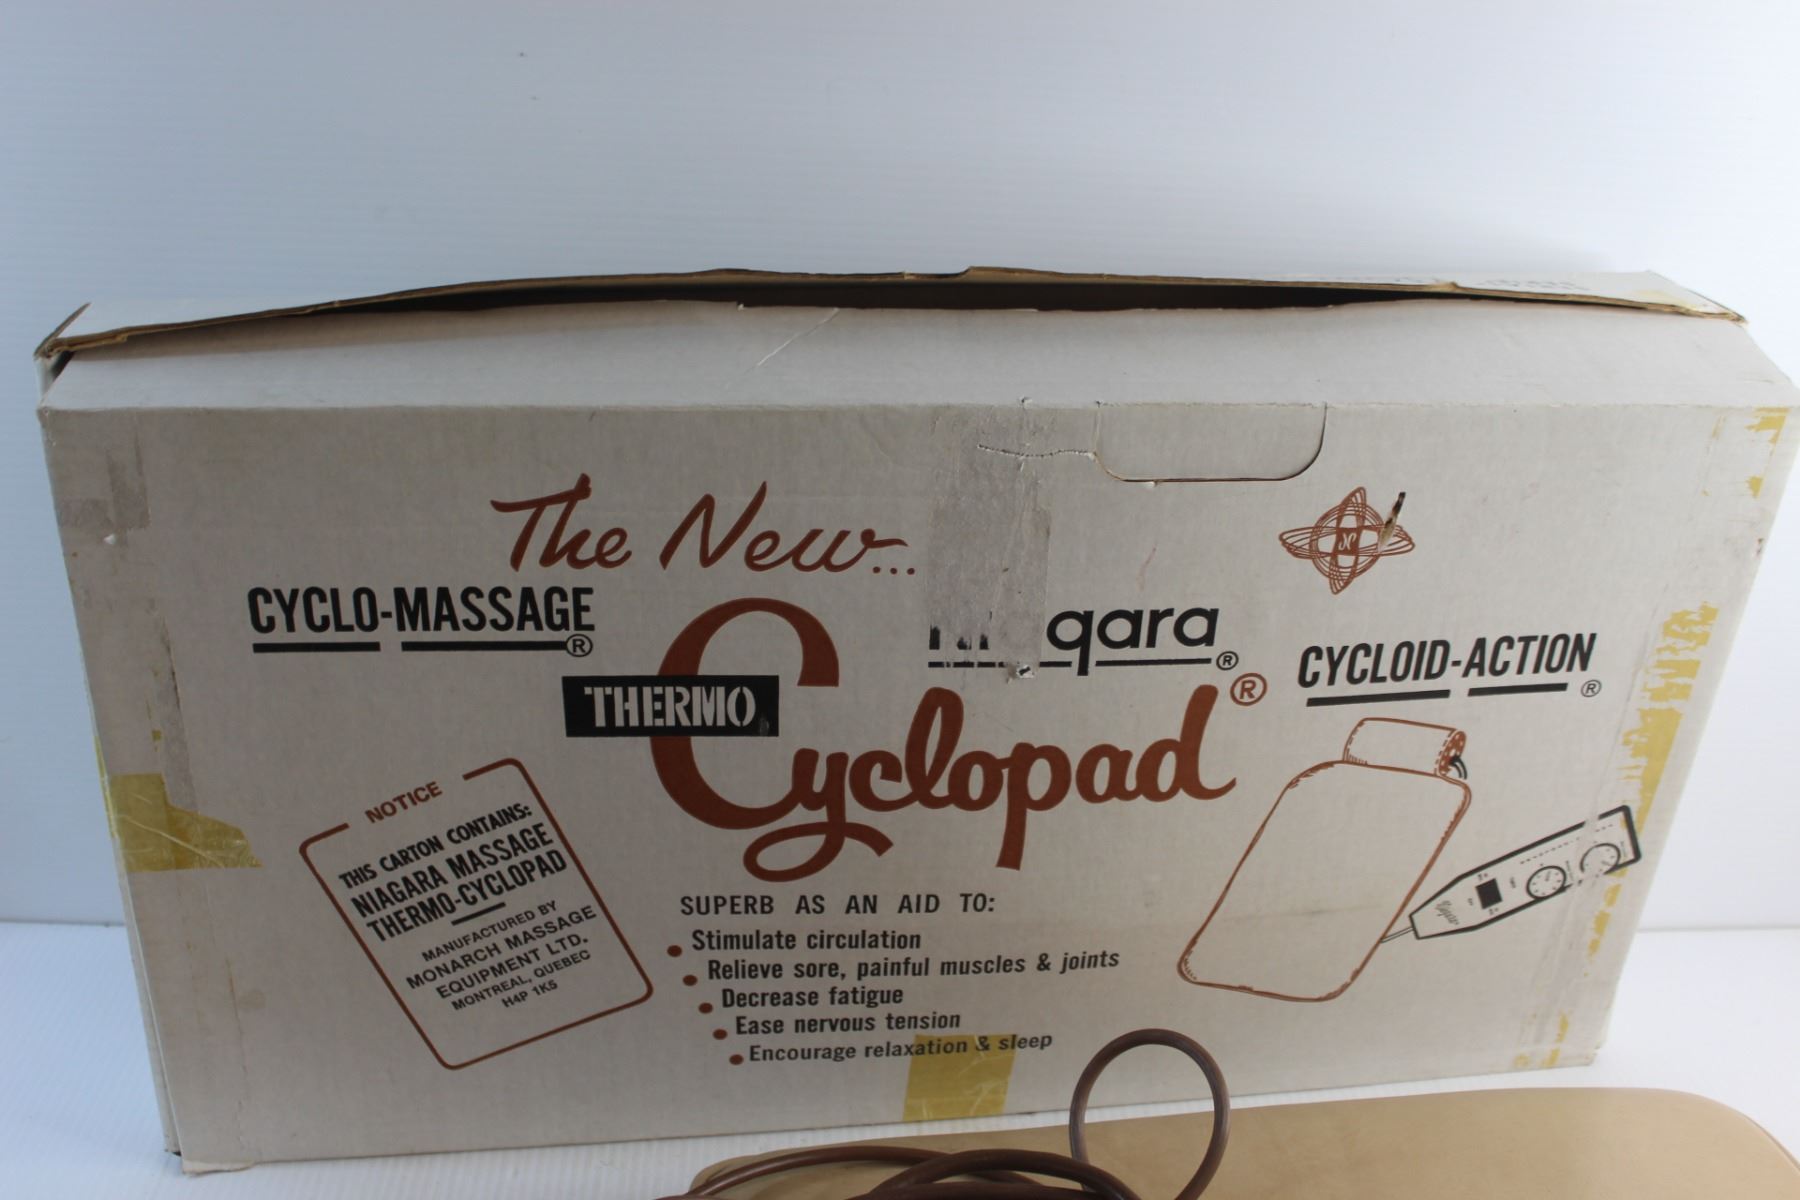 The New...
CYCLO-MASSAGE ®
qara ®
THERMO Cyclopad ®
CYCLOID-ACTION ®
NOTICE
THIS CARTON CONTAINS:
NIAGARA MASSAGE
THERMO-CYCLOPAD
MANUFACTURED BY
MONARCH MASSAGE
EQUIPMENT LTD.
MONTREAL, QUEBEC
H4P 1K5
SUPERB AS AN AID TO:
• Stimulate circulation
• Relieve sore, painful muscles & joints
• Decrease fatigue
• Ease nervous tension
• Encourage relaxation & sleep